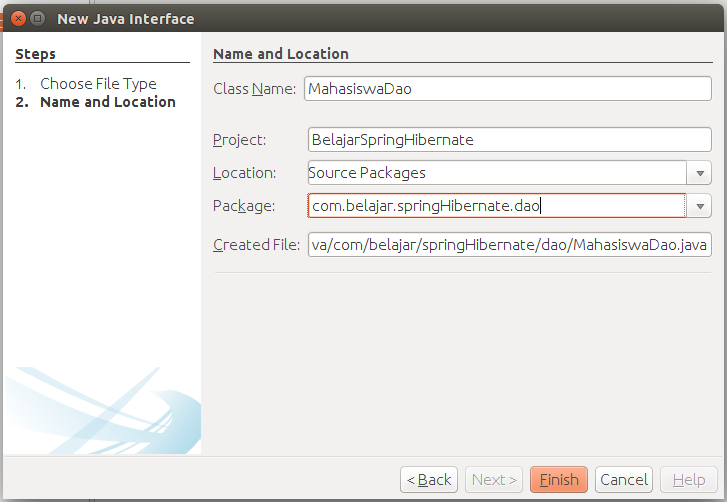 New Java Interface
Steps
1. Choose File Type
2. Name and Location
Name and Location
Class Name: MahasiswaDao
Project: BelajarSpringHibernate
Location: Source Packages
Package: com.belajar.springHibernate.dao
Created File: va/com/belajar/springHibernate/dao/MahasiswaDao.java
< Back Next > Finish Cancel Help